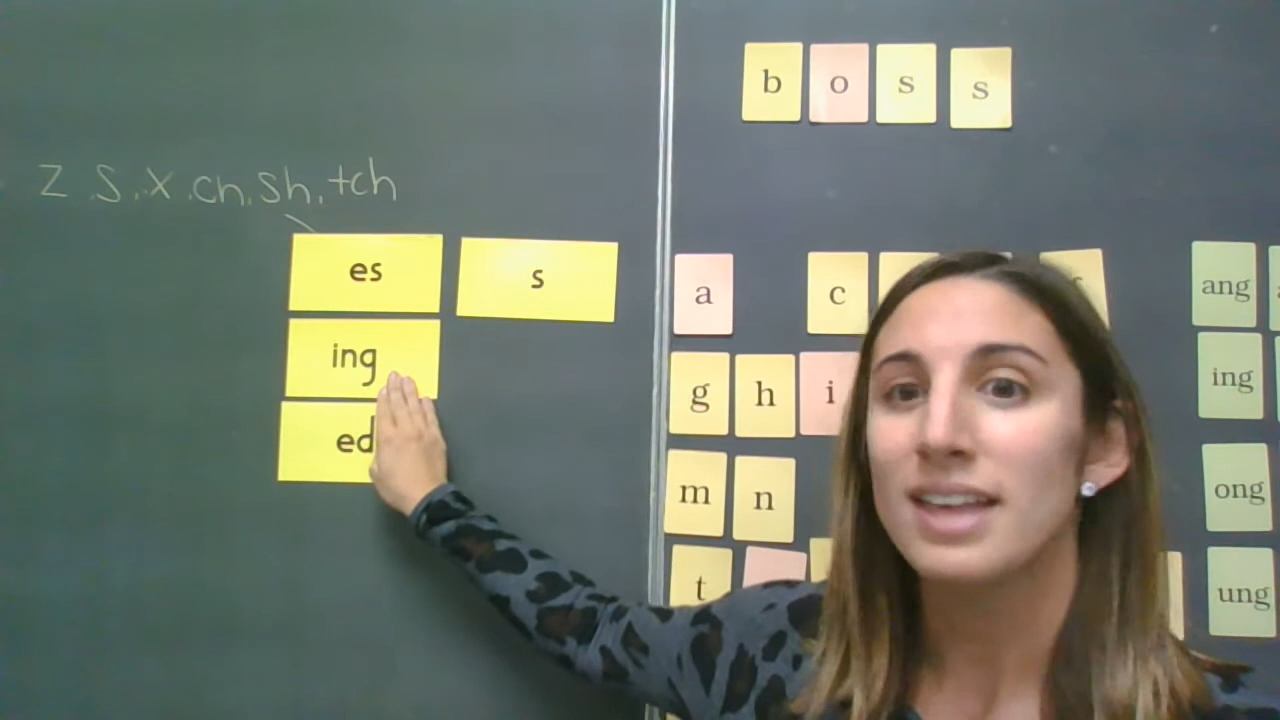 b o s s
z s, x, ch, sh, tch
es s
ing
ed
a c ang
g h i ing
m n ong
t ung